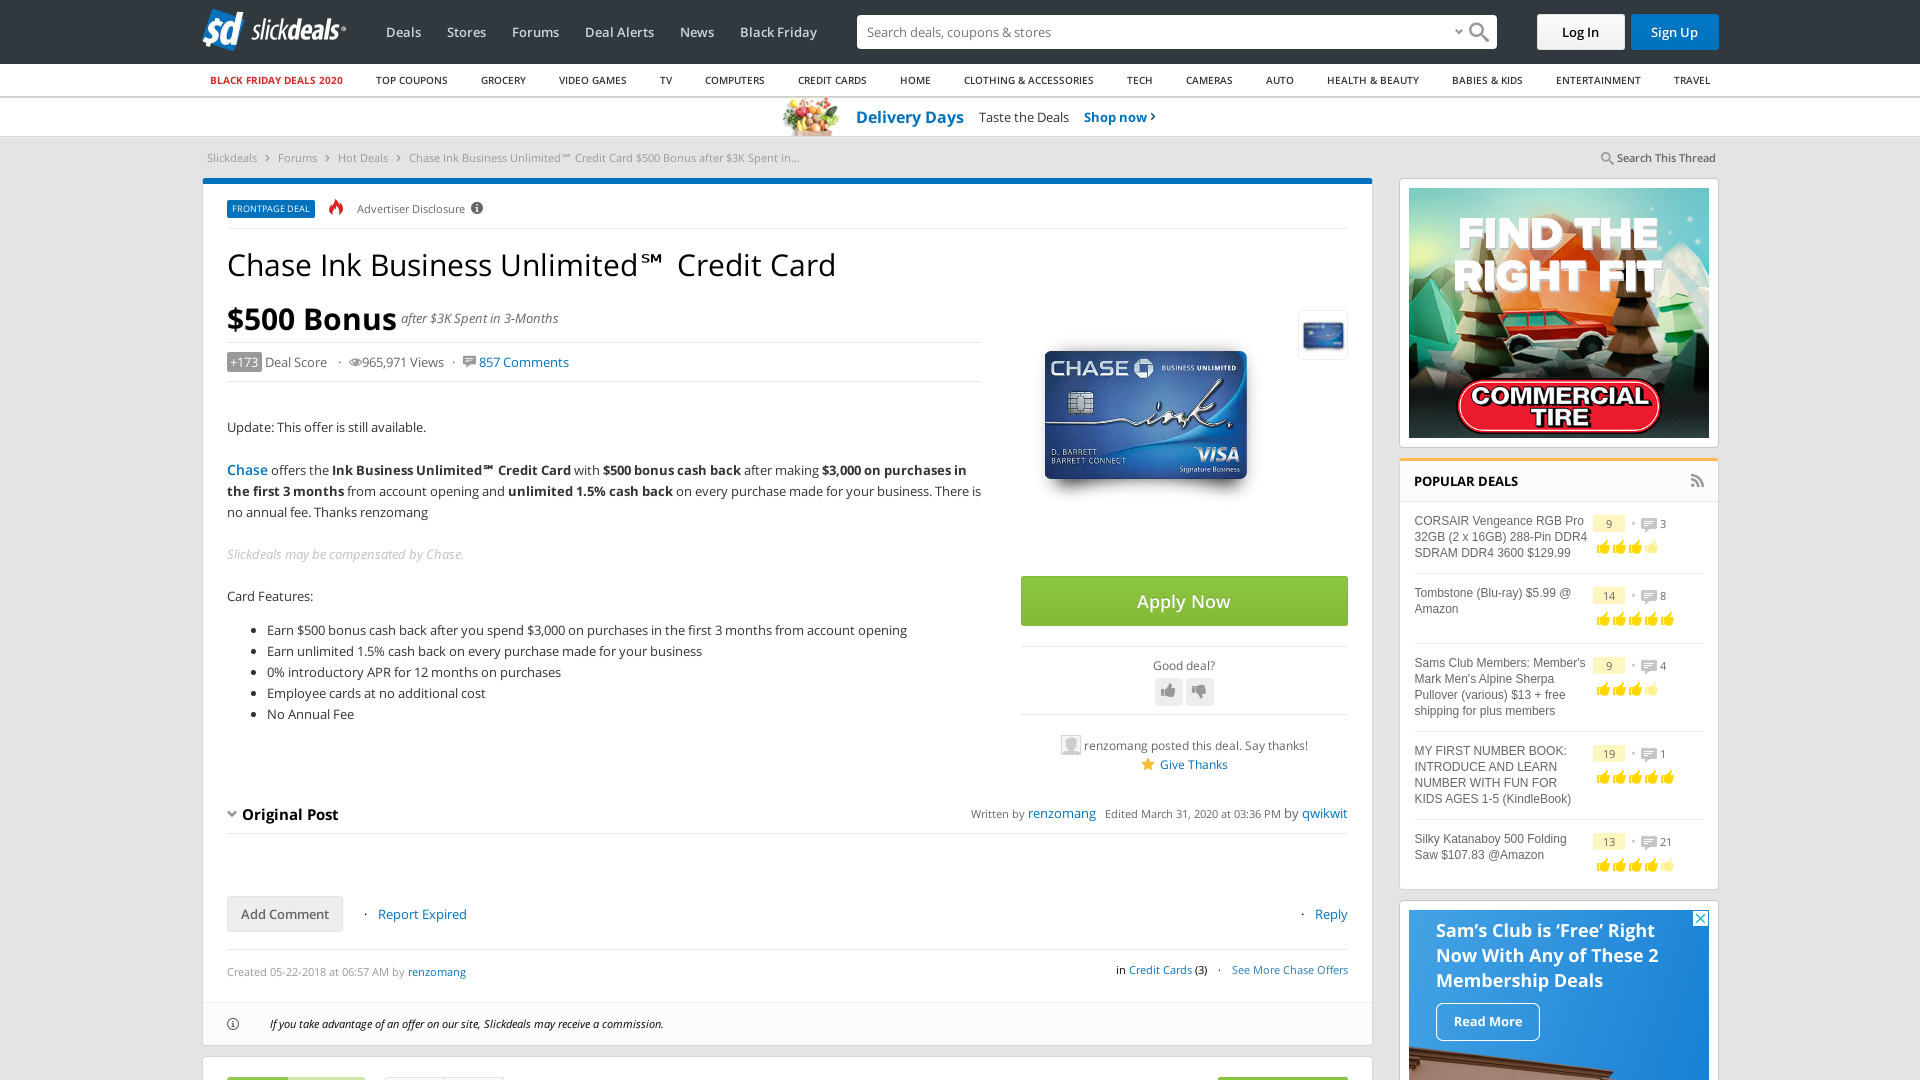 sd slickdeals
Deals Stores Forums Deal Alerts News Black Friday
Search deals, coupons & stores
Log In Sign Up
BLACK FRIDAY DEALS 2020 TOP COUPONS GROCERY VIDEO GAMES TV COMPUTERS CREDIT CARDS HOME CLOTHING & ACCESSORIES TECH CAMERAS AUTO HEALTH & BEAUTY BABIES & KIDS ENTERTAINMENT TRAVEL
Delivery Days Taste the Deals Shop now ›
Slickdeals › Forums › Hot Deals › Chase Ink Business Unlimited℠ Credit Card $500 Bonus after $3K Spent in...
Search This Thread
FRONTPAGE DEAL Advertiser Disclosure
Chase Ink Business Unlimited℠ Credit Card
$500 Bonus after $3K Spent in 3-Months
+173 Deal Score · 965,971 Views · 857 Comments
Update: This offer is still available.
Chase offers the Ink Business Unlimited℠ Credit Card with $500 bonus cash back after making $3,000 on purchases in
the first 3 months from account opening and unlimited 1.5% cash back on every purchase made for your business. There is
no annual fee. Thanks renzomang
Slickdeals may be compensated by Chase.
Card Features:
• Earn $500 bonus cash back after you spend $3,000 on purchases in the first 3 months from account opening
• Earn unlimited 1.5% cash back on every purchase made for your business
• 0% introductory APR for 12 months on purchases
• Employee cards at no additional cost
• No Annual Fee
CHASE BUSINESS UNLIMITED
ink.
D. BARRETT
BARRETT CONNECT
VISA
Signature Business
Apply Now
Good deal?
renzomang posted this deal. Say thanks!
Give Thanks
Original Post
Written by renzomang Edited March 31, 2020 at 03:36 PM by qwikwit
Add Comment · Report Expired
· Reply
Created 05-22-2018 at 06:57 AM by renzomang
in Credit Cards (3) · See More Chase Offers
If you take advantage of an offer on our site, Slickdeals may receive a commission.
FIND THE
RIGHT FIT
COMMERCIAL
TIRE
POPULAR DEALS
CORSAIR Vengeance RGB Pro
32GB (2 x 16GB) 288-Pin DDR4
SDRAM DDR4 3600 $129.99
9 • 3
Tombstone (Blu-ray) $5.99 @
Amazon
14 • 8
Sams Club Members: Member's
Mark Men's Alpine Sherpa
Pullover (various) $13 + free
shipping for plus members
9 • 4
MY FIRST NUMBER BOOK:
INTRODUCE AND LEARN
NUMBER WITH FUN FOR
KIDS AGES 1-5 (KindleBook)
19 • 1
Silky Katanaboy 500 Folding
Saw $107.83 @Amazon
13 • 21
Sam's Club is 'Free' Right
Now With Any of These 2
Membership Deals
Read More